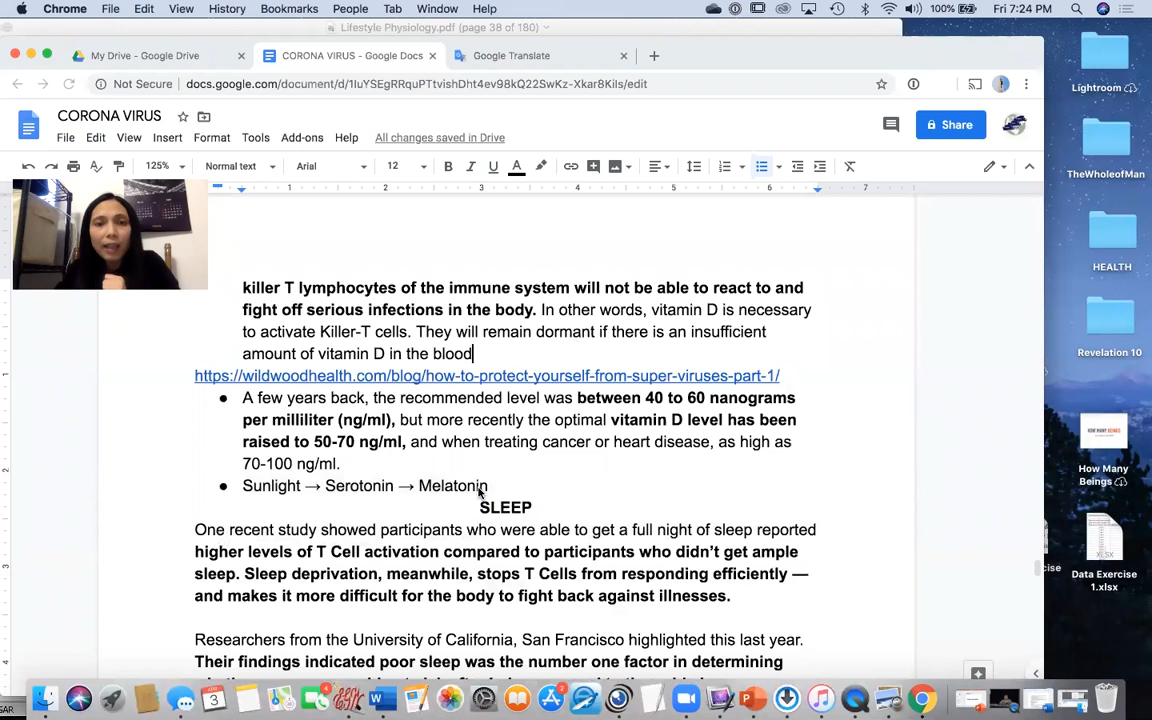 Chrome File Edit View History Bookmarks People Tab Window Help 100% Fri 7:24 PM
Lifestyle Physiology.pdf (page 38 of 180)
My Drive - Google Drive CORONA VIRUS - Google Docs Google Translate
Not Secure docs.google.com/document/d/1IuYSEgRRquPTtvishDht4ev98kQ22SwKz-Xkar8Kils/edit
CORONA VIRUS
File Edit View Insert Format Tools Add-ons Help All changes saved in Drive
Share
125% Normal text Arial 12
1 2 3 4 5 6 7
killer T lymphocytes of the immune system will not be able to react to and
fight off serious infections in the body. In other words, vitamin D is necessary
to activate Killer-T cells. They will remain dormant if there is an insufficient
amount of vitamin D in the blood
https://wildwoodhealth.com/blog/how-to-protect-yourself-from-super-viruses-part-1/
● A few years back, the recommended level was between 40 to 60 nanograms
per milliliter (ng/ml), but more recently the optimal vitamin D level has been
raised to 50-70 ng/ml, and when treating cancer or heart disease, as high as
70-100 ng/ml.
● Sunlight → Serotonin → Melatonin
SLEEP
One recent study showed participants who were able to get a full night of sleep reported
higher levels of T Cell activation compared to participants who didn't get ample
sleep. Sleep deprivation, meanwhile, stops T Cells from responding efficiently —
and makes it more difficult for the body to fight back against illnesses.
Researchers from the University of California, San Francisco highlighted this last year.
Their findings indicated poor sleep was the number one factor in determining
Lightroom
TheWholeofMan
HEALTH
Revelation 10
How Many
Beings
Data Exercise
1.xlsx